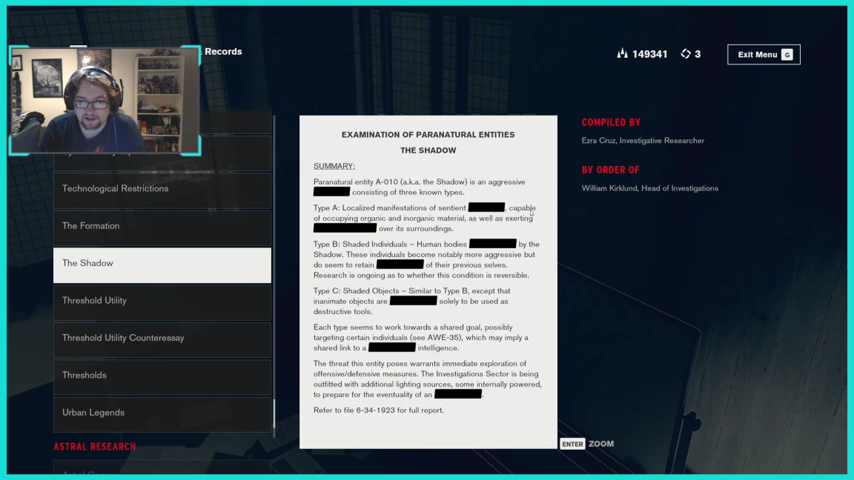 Records
149341
3
Exit Menu G
Technological Restrictions
The Formation
The Shadow
Threshold Utility
Threshold Utility Counteressay
Thresholds
Urban Legends
ASTRAL RESEARCH
EXAMINATION OF PARANATURAL ENTITIES
THE SHADOW
SUMMARY:
Paranatural entity A-010 (a.k.a, the Shadow) is an aggressive
consisting of three known types.
Type A: Localized manifestations of sentient , capable
of occupying organic and inorganic material, as well as exerting
over its surroundings.
Type B: Shaded Individuals – Human bodies by the
Shadow. These individuals become notably more aggressive but
do seem to retain of their previous selves.
Research is ongoing as to whether this condition is reversible.
Type C: Shaded Objects – Similar to Type B, except that
inanimate objects are solely to be used as
destructive tools.
Each type seems to work towards a shared goal, possibly
targeting certain individuals (see AWE-35), which may imply a
shared link to a intelligence.
The threat this entity poses warrants immediate exploration of
offensive/defensive measures. The Investigations Sector is being
outfitted with additional lighting sources, some internally powered,
to prepare for the eventuality of an .
Refer to file 6-34-1923 for full report.
COMPILED BY
Ezra Cruz, Investigative Researcher
BY ORDER OF
William Kirklund, Head of Investigations
ENTER ZOOM